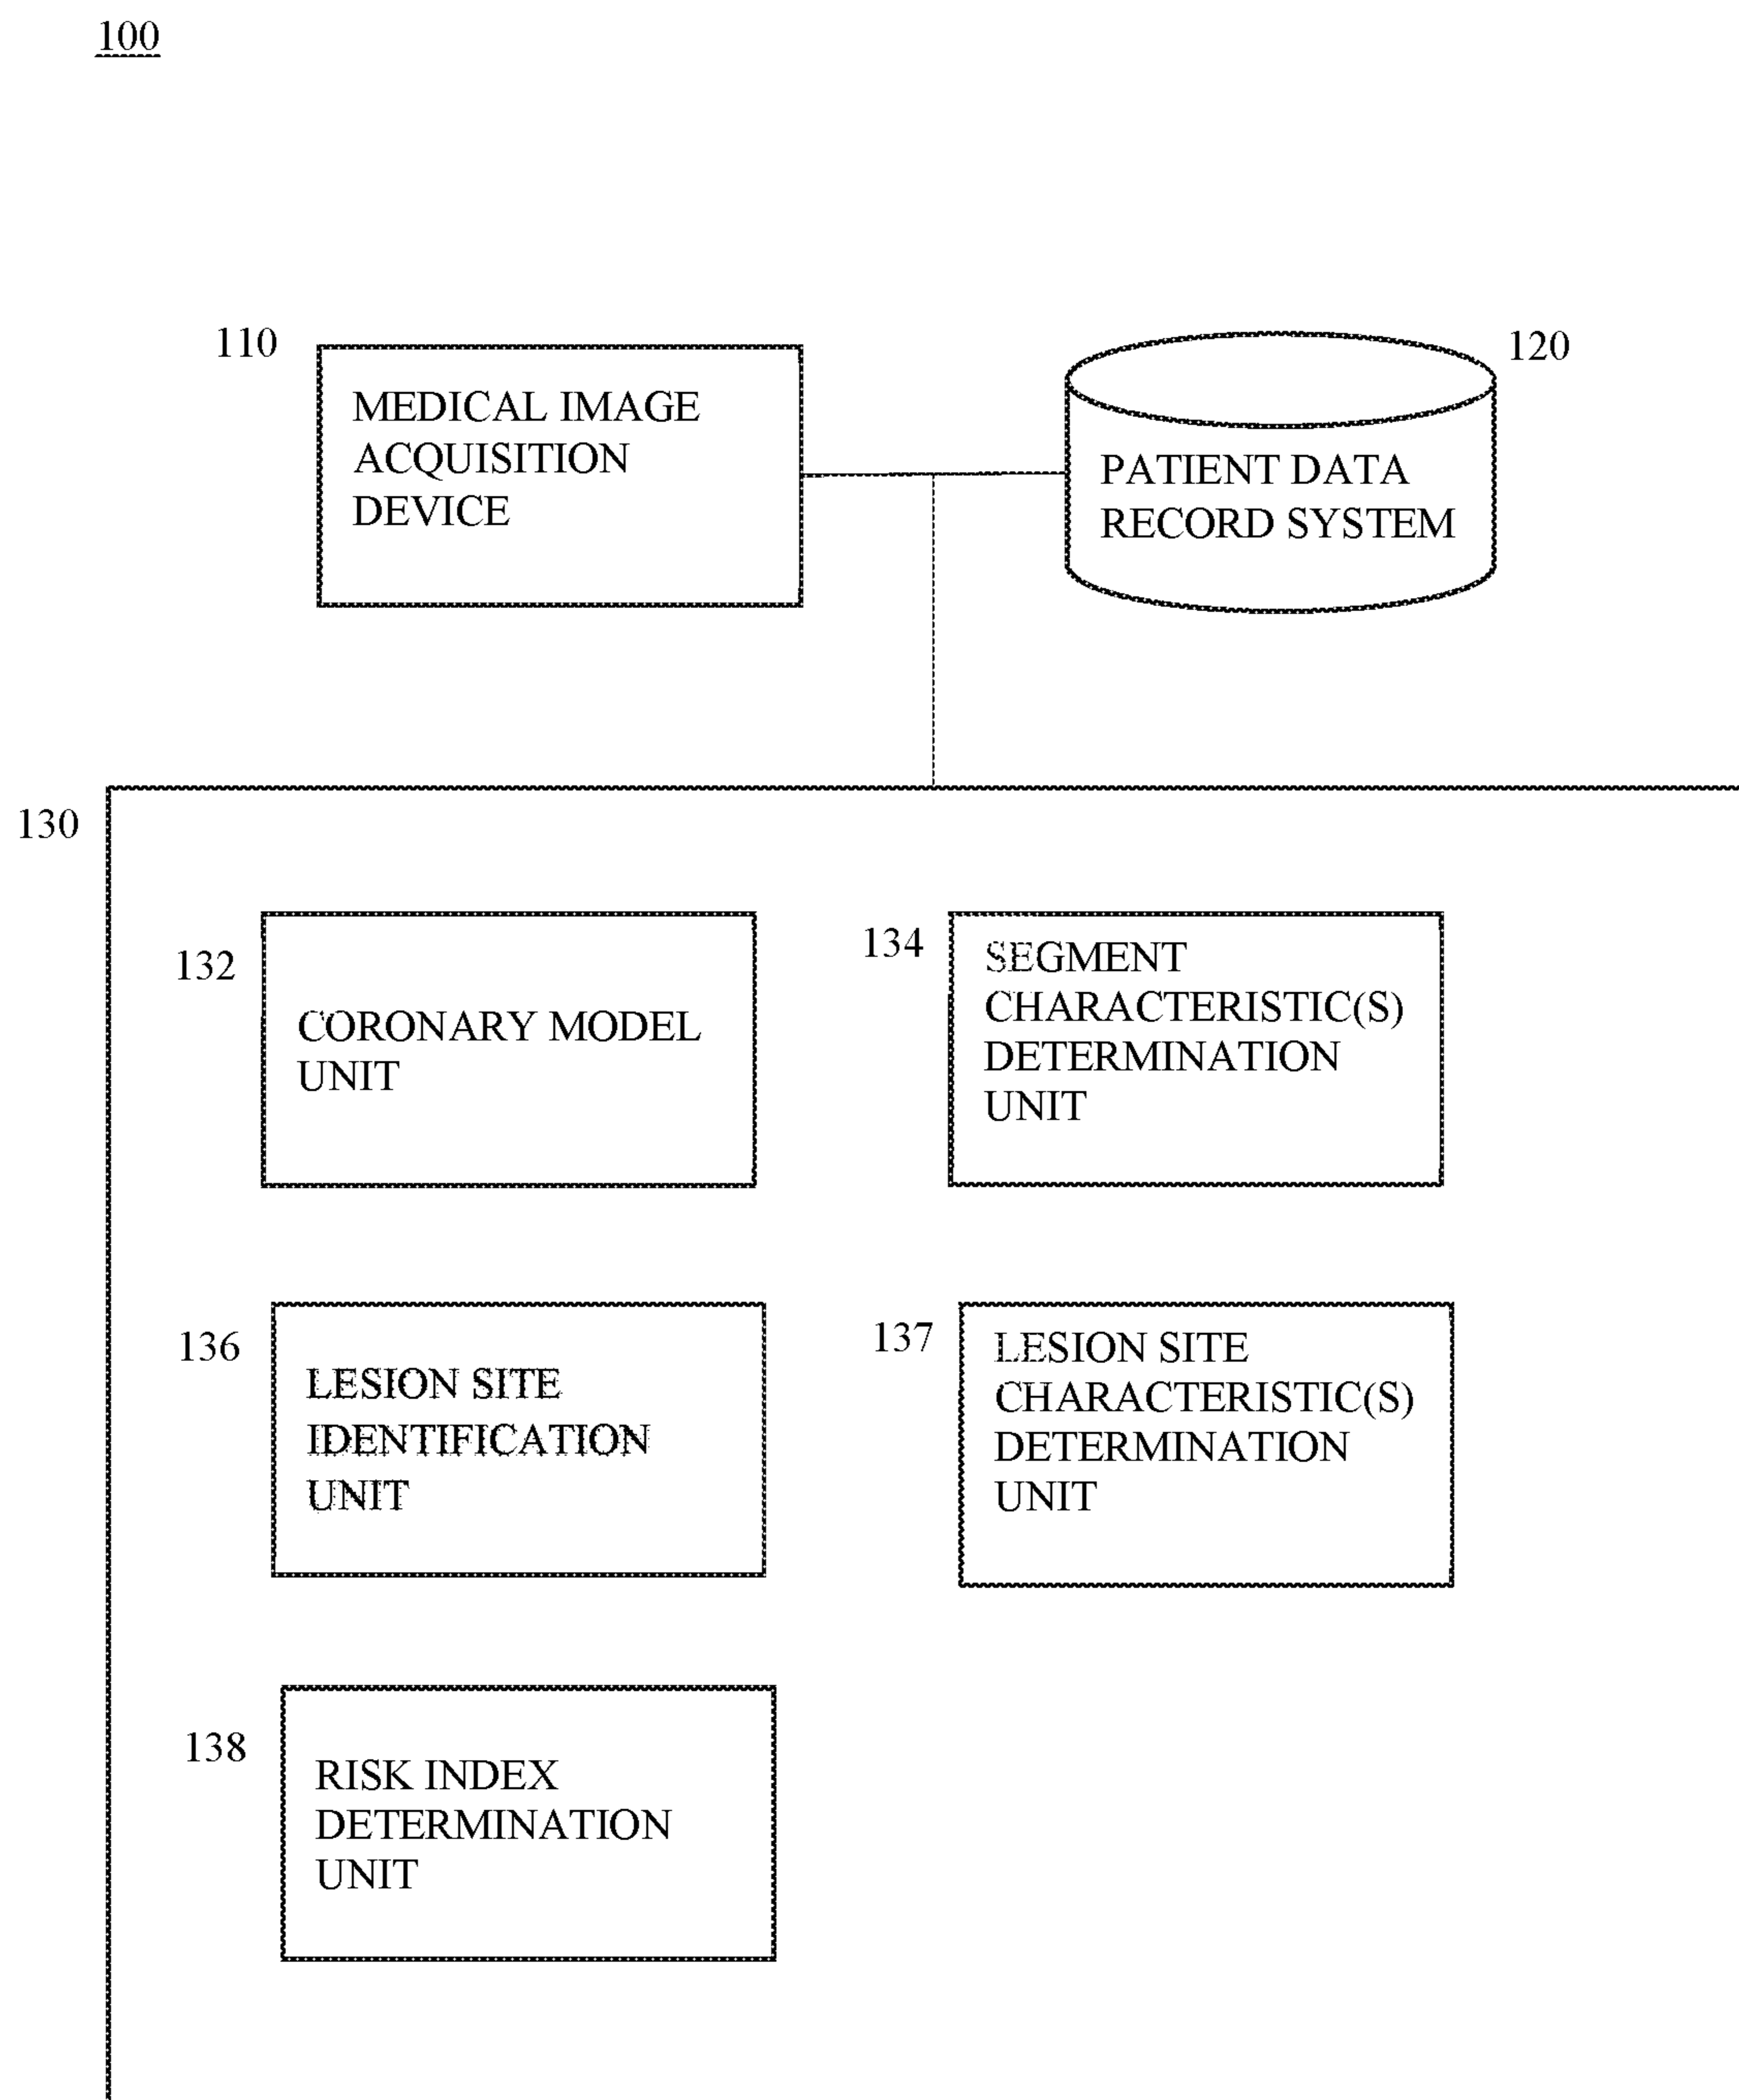 100
110
MEDICAL IMAGE
ACQUISITION
DEVICE
120
PATIENT DATA
RECORD SYSTEM
130
132
CORONARY MODEL
UNIT
134
SEGMENT
CHARACTERISTIC(S)
DETERMINATION
UNIT
136
LESION SITE
IDENTIFICATION
UNIT
137
LESION SITE
CHARACTERISTIC(S)
DETERMINATION
UNIT
138
RISK INDEX
DETERMINATION
UNIT